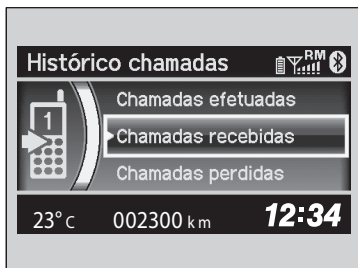 Histórico chamadas RM
1
Chamadas efetuadas
Chamadas recebidas
Chamadas perdidas
23°c 002300 km 12:34